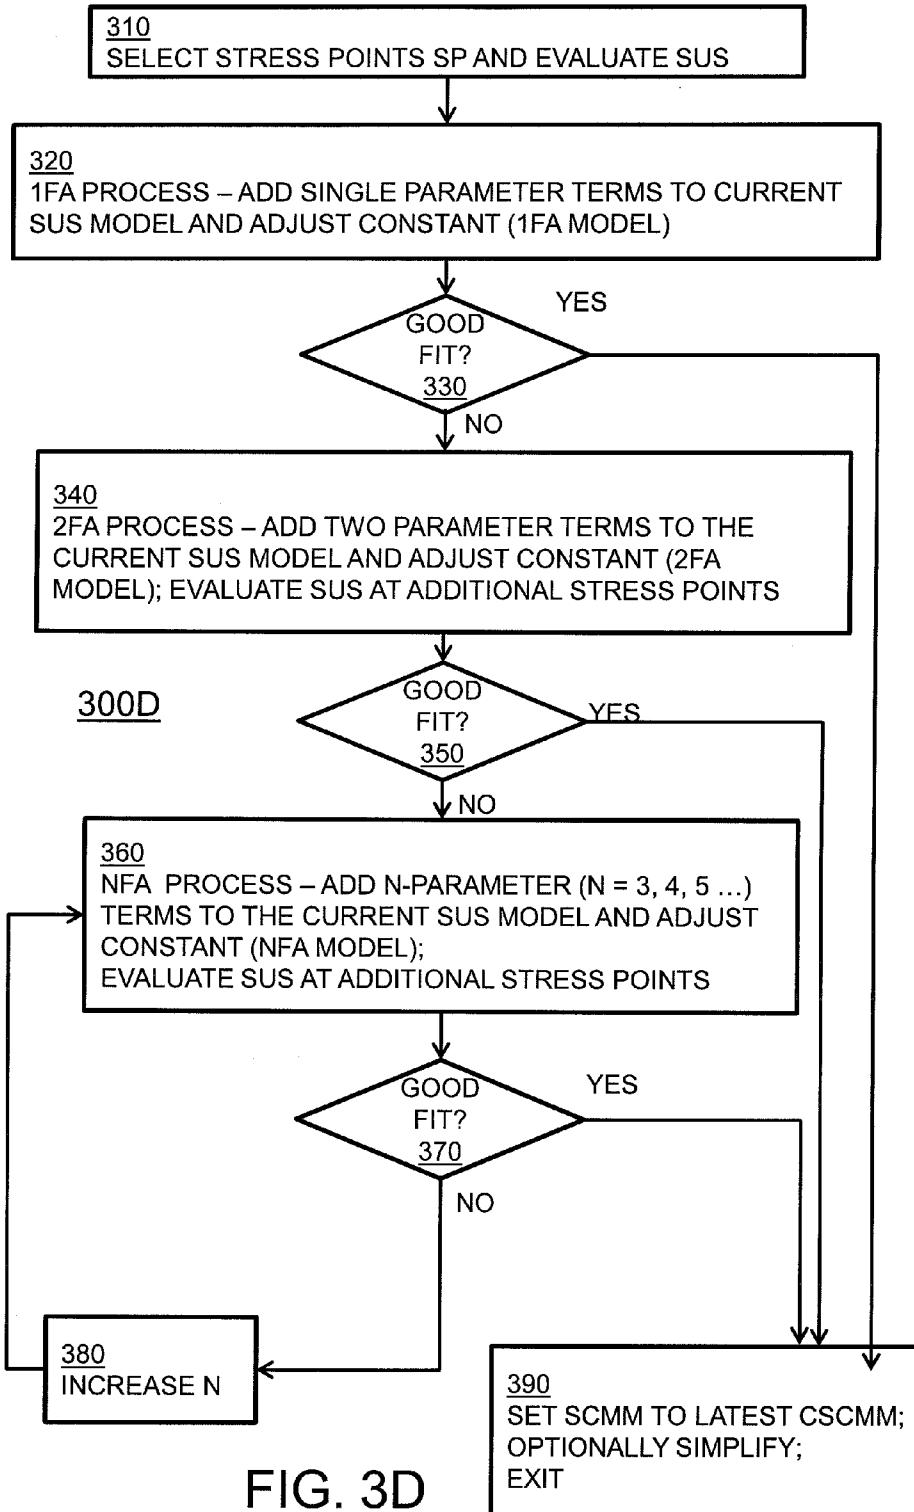 310
SELECT STRESS POINTS SP AND EVALUATE SUS
320
1FA PROCESS – ADD SINGLE PARAMETER TERMS TO CURRENT
SUS MODEL AND ADJUST CONSTANT (1FA MODEL)
YES
GOOD
FIT?
330
NO
340
2FA PROCESS – ADD TWO PARAMETER TERMS TO THE
CURRENT SUS MODEL AND ADJUST CONSTANT (2FA
MODEL); EVALUATE SUS AT ADDITIONAL STRESS POINTS
300D
GOOD
FIT?
350
YES
NO
360
NFA PROCESS – ADD N-PARAMETER (N = 3, 4, 5 ...)
TERMS TO THE CURRENT SUS MODEL AND ADJUST
CONSTANT (NFA MODEL);
EVALUATE SUS AT ADDITIONAL STRESS POINTS
GOOD
FIT?
370
YES
NO
380
INCREASE N
390
SET SCMM TO LATEST CSCMM;
OPTIONALLY SIMPLIFY;
EXIT
FIG. 3D